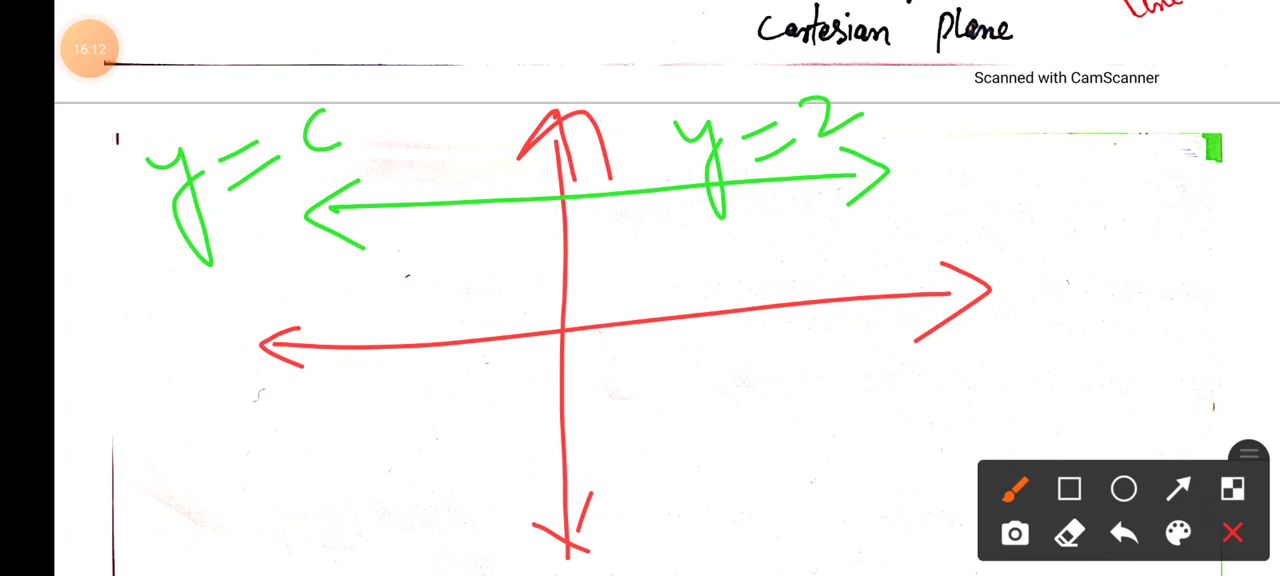 16:12
Cartesian plane
Scanned with CamScanner
y = c
y = 2